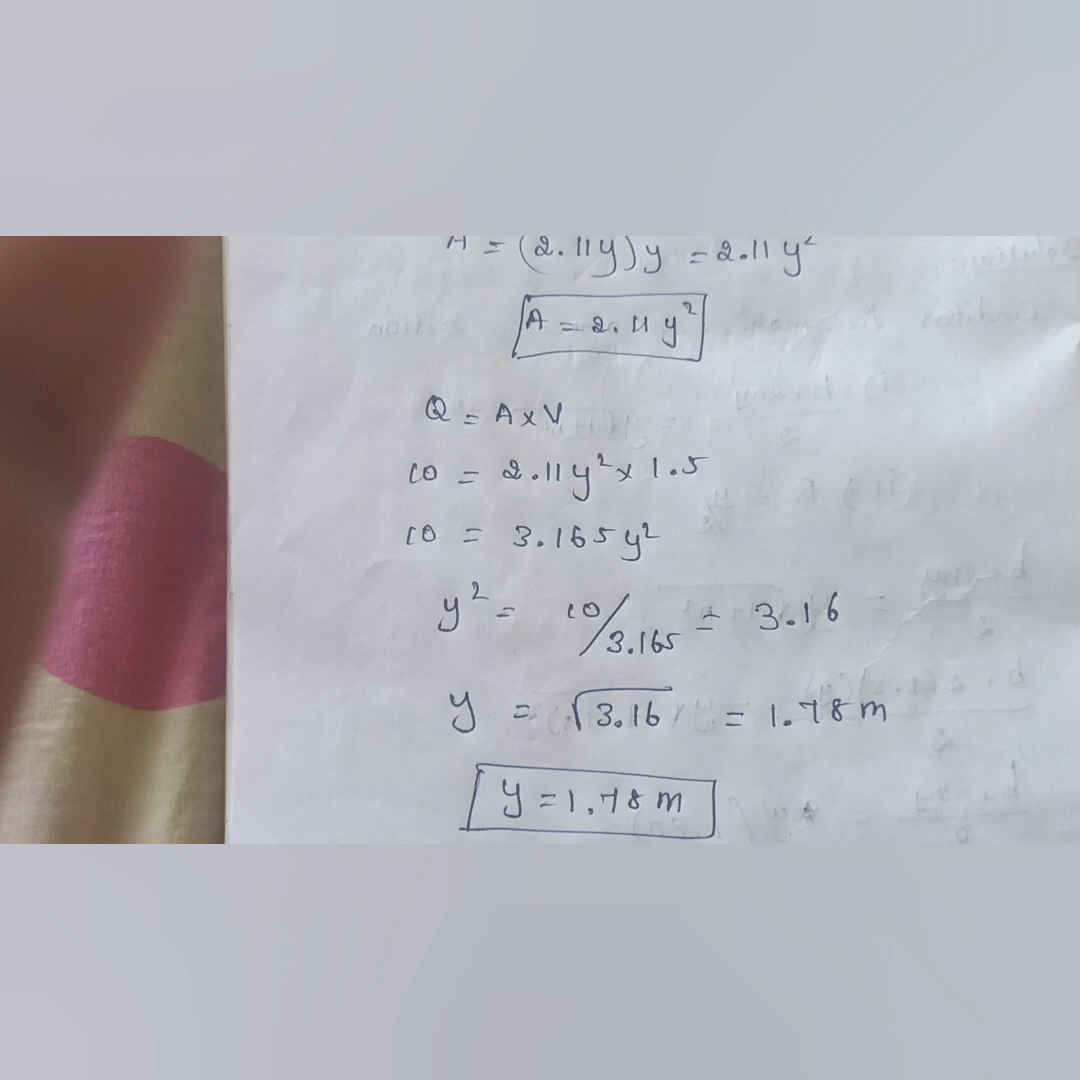 A = (2.11y)y = 2.11 y²
A = 2.11 y²
Q = A x V
10 = 2.11 y² x 1.5
10 = 3.165 y²
y² = 10/3.165 = 3.16
y = √3.16 = 1.78 m
y = 1.78 m